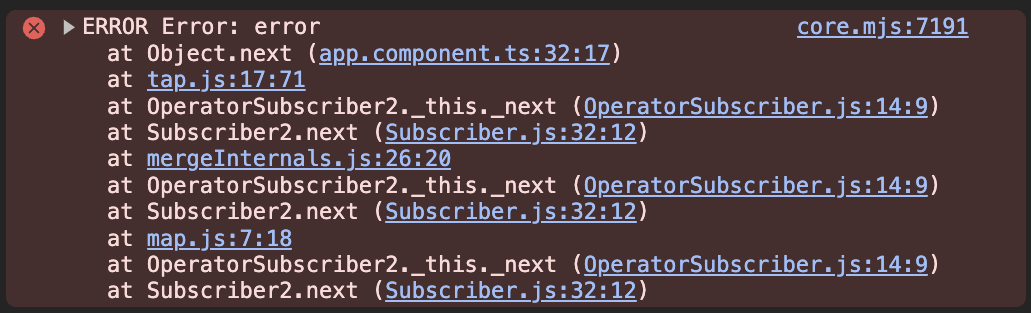 ERROR Error: error core.mjs:7191
at Object.next (app.component.ts:32:17)
at tap.js:17:71
at OperatorSubscriber2._this._next (OperatorSubscriber.js:14:9)
at Subscriber2.next (Subscriber.js:32:12)
at mergeInternals.js:26:20
at OperatorSubscriber2._this._next (OperatorSubscriber.js:14:9)
at Subscriber2.next (Subscriber.js:32:12)
at map.js:7:18
at OperatorSubscriber2._this._next (OperatorSubscriber.js:14:9)
at Subscriber2.next (Subscriber.js:32:12)